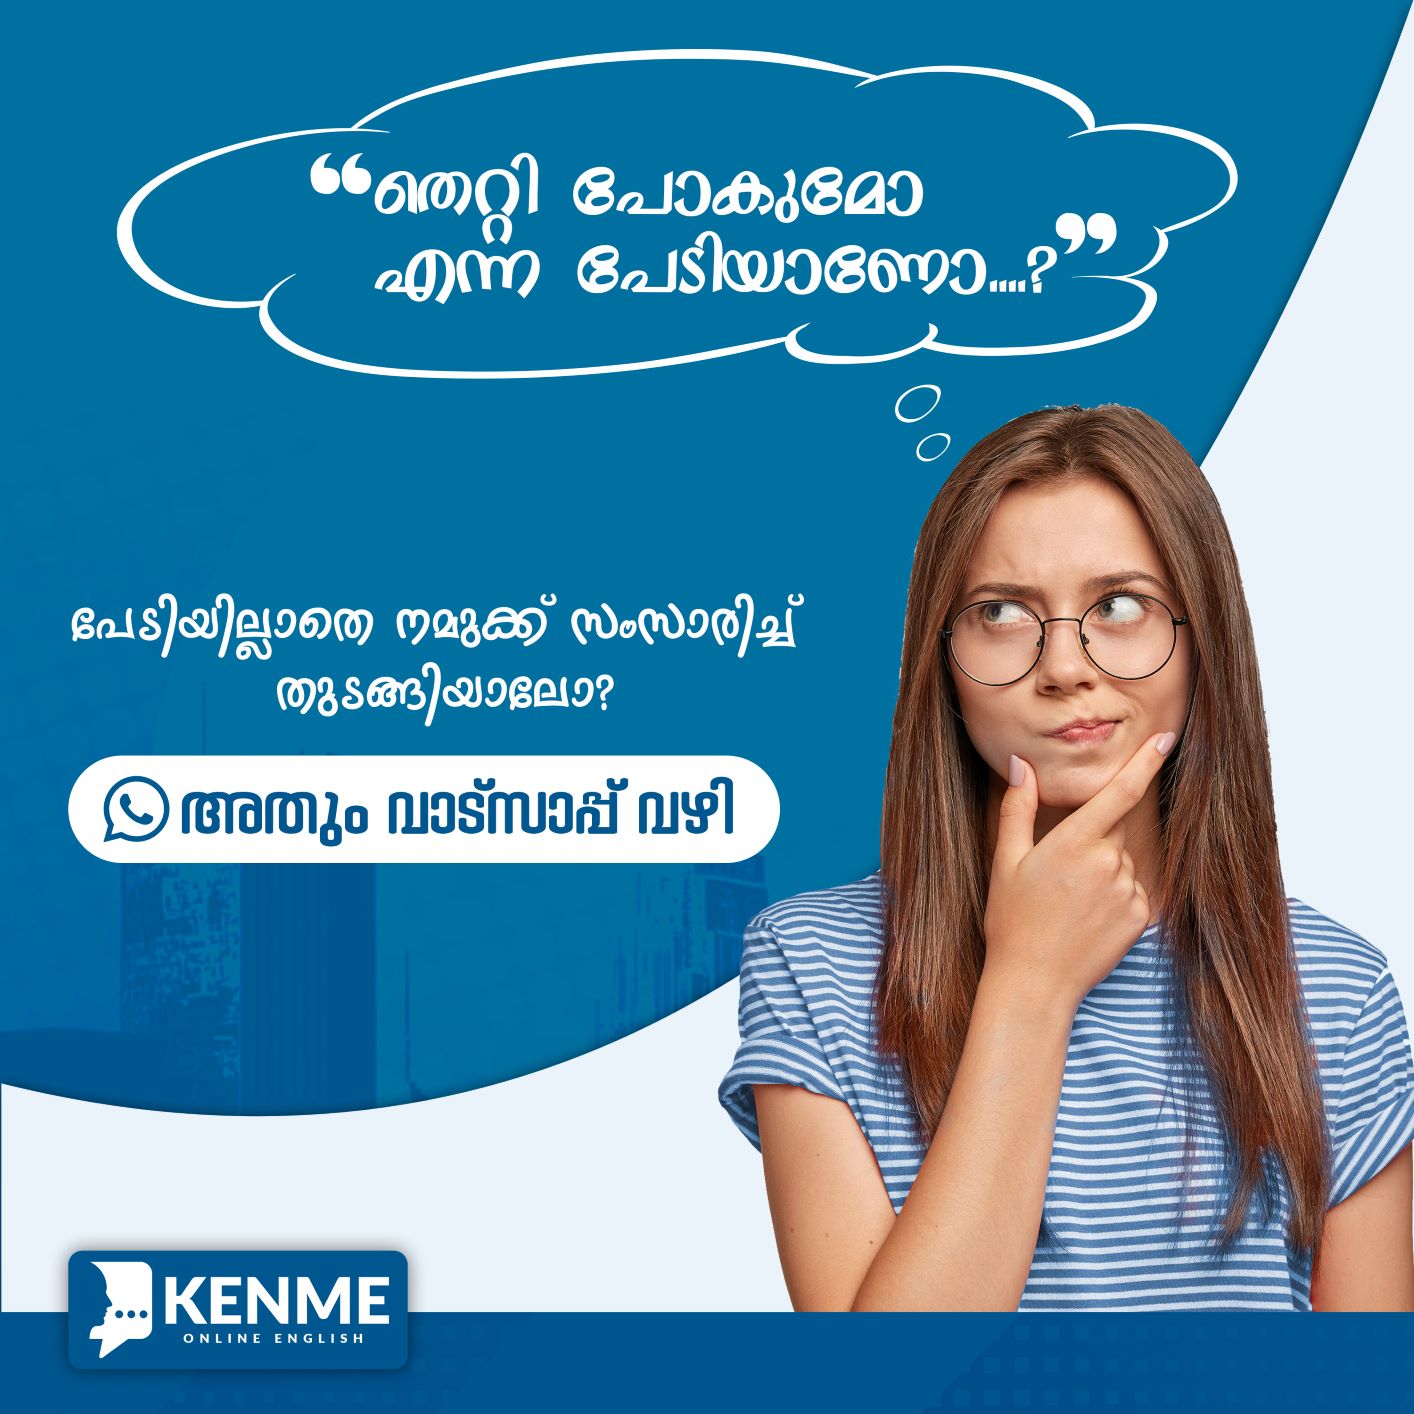 “തെറ്റി പോകുമോ
എന്ന പേടിയാണോ....?”
പേടിയില്ലാതെ നമുക്ക് സംസാരിച്ച്
തുടങ്ങിയാലോ?
അതും വാട്സാപ്പ് വഴി
KENME
ONLINE ENGLISH